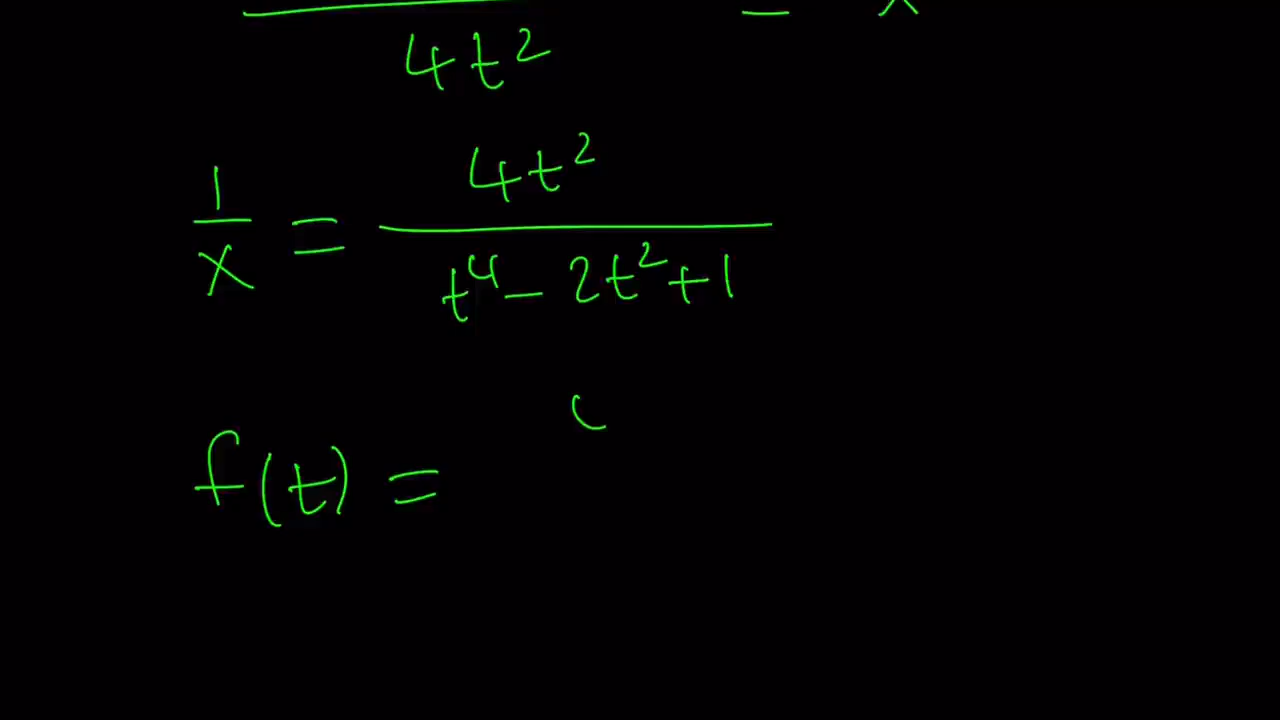 4t² = x
1/x = 4t²/(t⁴ - 2t² + 1)
f(t) =